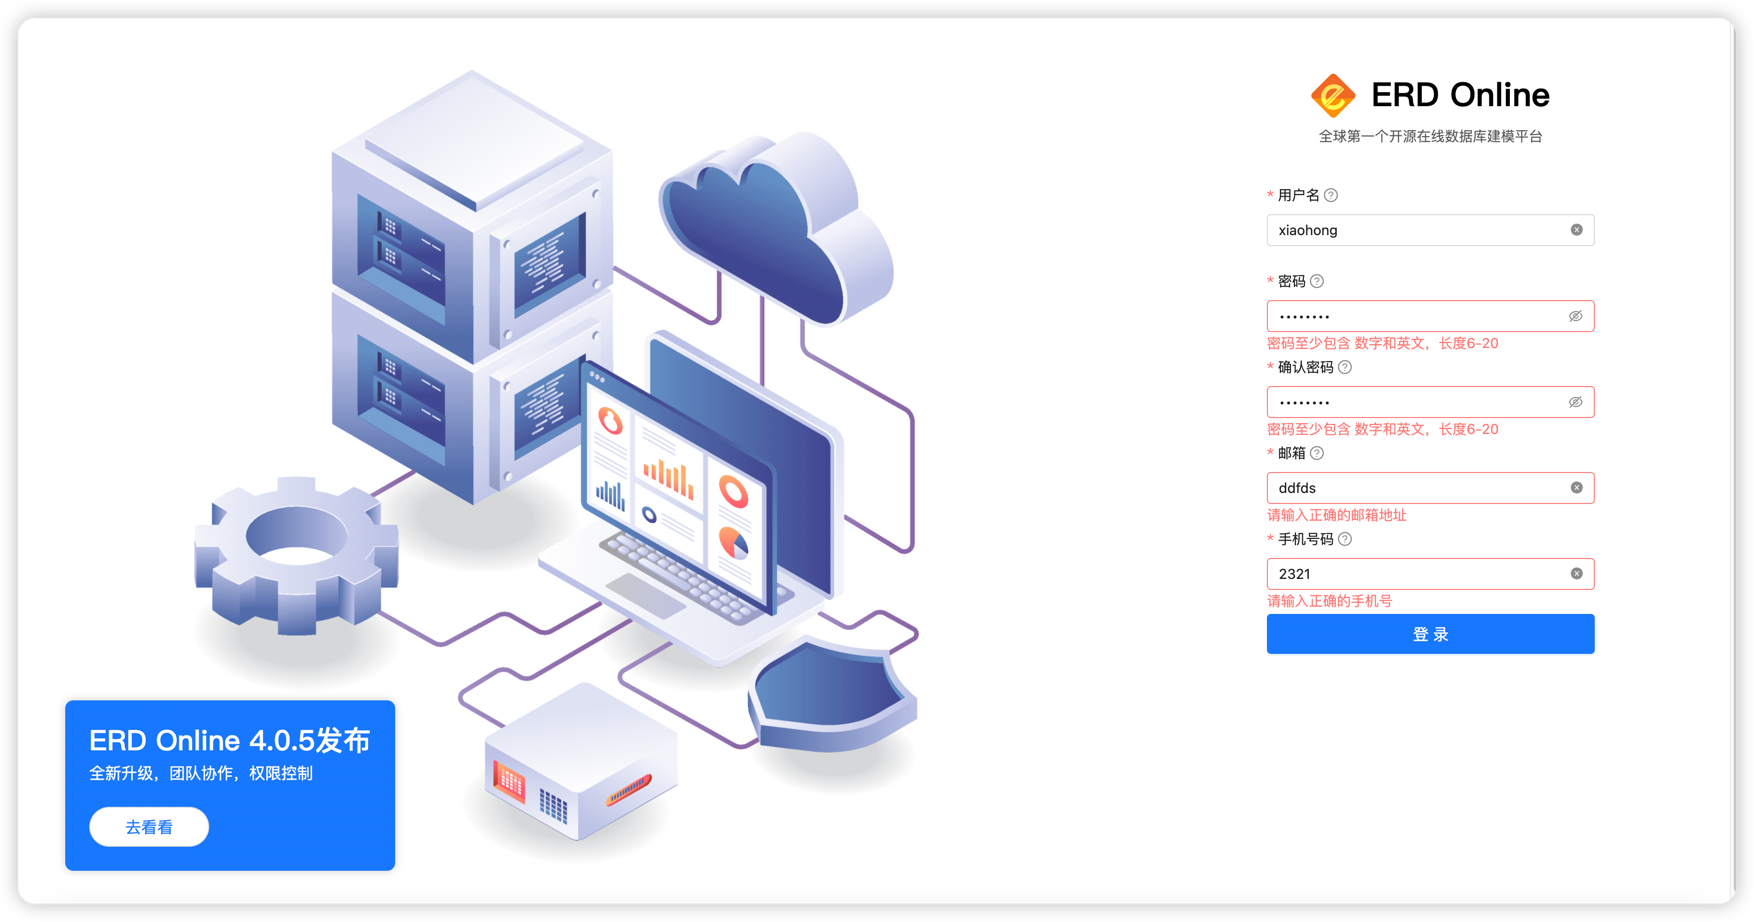 ERD Online
全球第一个开源在线数据库建模平台
* 用户名
xiaohong
* 密码
••••••••
密码至少包含 数字和英文，长度6-20
* 确认密码
••••••••
密码至少包含 数字和英文，长度6-20
* 邮箱
ddfds
请输入正确的邮箱地址
* 手机号码
2321
请输入正确的手机号
登 录
ERD Online 4.0.5发布
全新升级，团队协作，权限控制
去看看